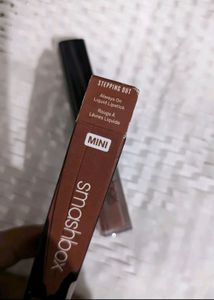 STEPPING OUT
Always On
Liquid Lipstick
Rouge À
Lèvres Liquide
MINI
smashbox